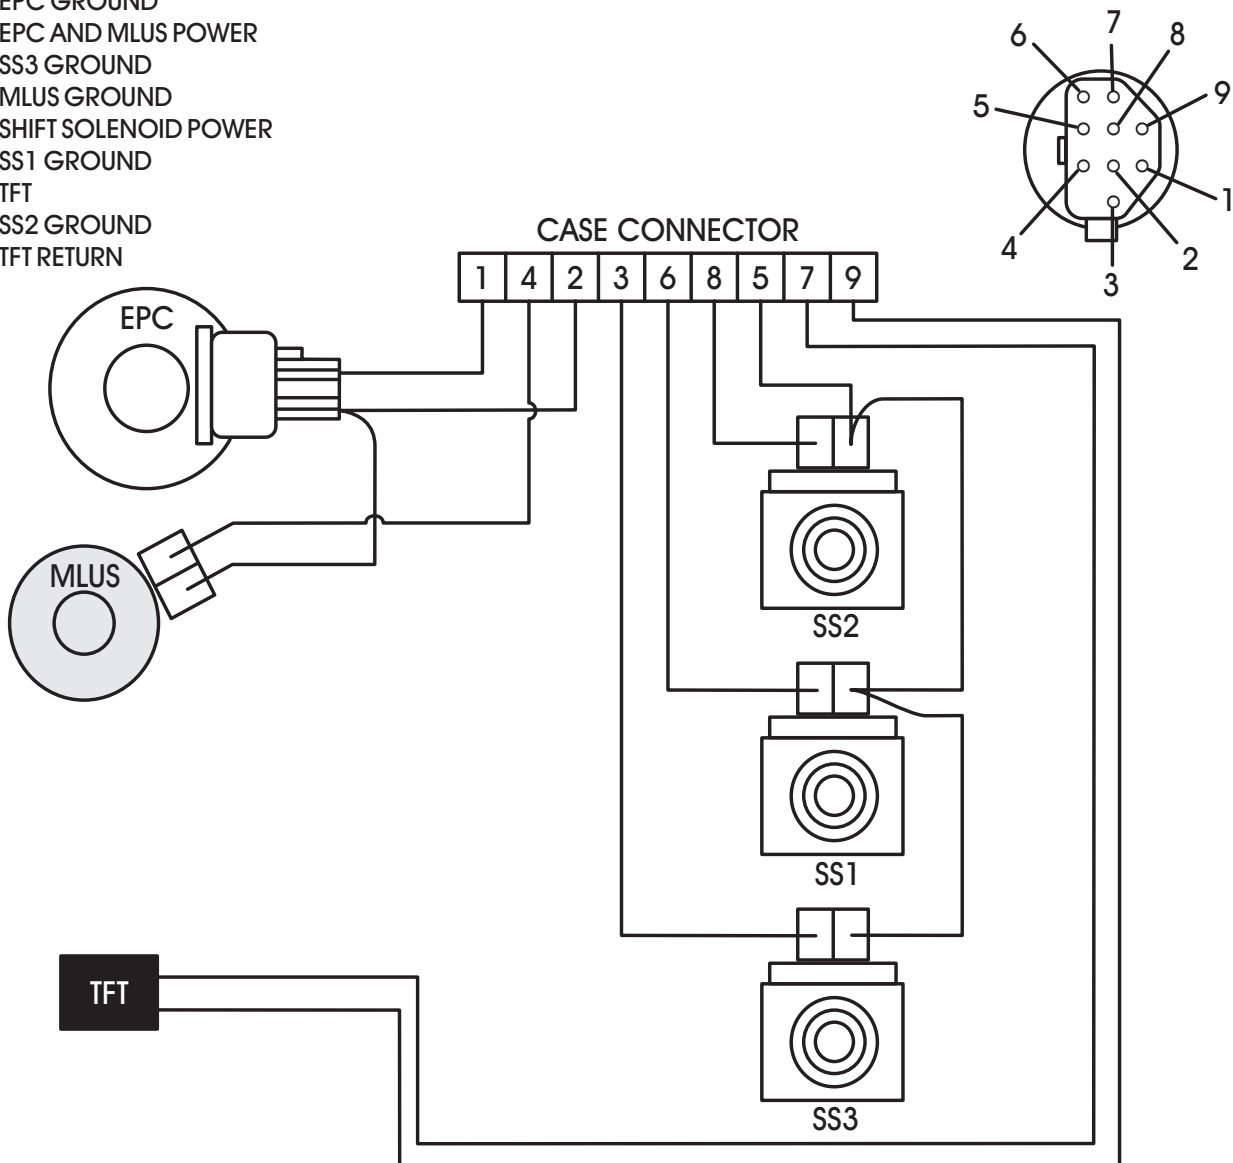 EPC GROUND
EPC AND MLUS POWER
SS3 GROUND
MLUS GROUND
SHIFT SOLENOID POWER
SS1 GROUND
TFT
SS2 GROUND
TFT RETURN
6
7
8
5
9
4
3
2
1
CASE CONNECTOR
1 4 2 3 6 8 5 7 9
EPC
MLUS
SS2
SS1
TFT
SS3